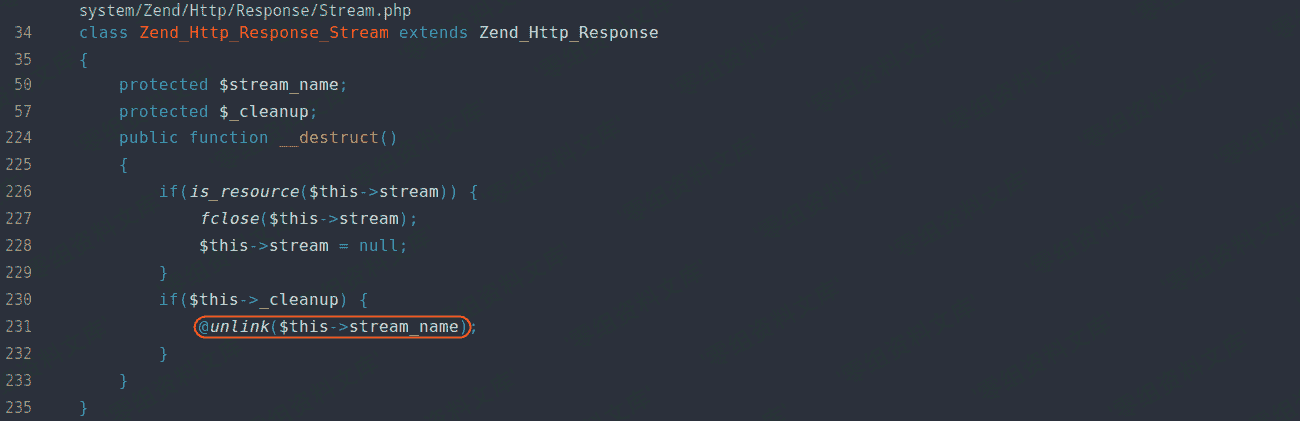 system/Zend/Http/Response/Stream.php
34 class Zend_Http_Response_Stream extends Zend_Http_Response
35 {
50 protected $stream_name;
57 protected $_cleanup;
224 public function __destruct()
225 {
226 if(is_resource($this->stream)) {
227 fclose($this->stream);
228 $this->stream = null;
229 }
230 if($this->_cleanup) {
231 @unlink($this->stream_name);
232 }
233 }
235 }